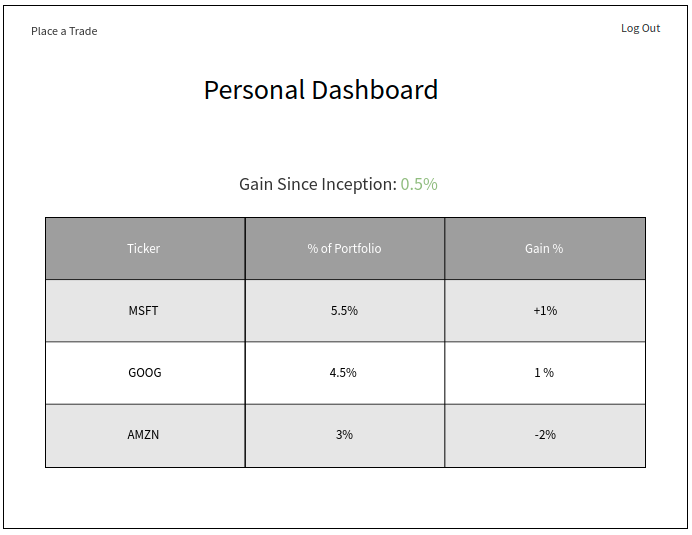 Place a Trade Log Out
Personal Dashboard
Gain Since Inception: 0.5%
Ticker % of Portfolio Gain %
MSFT 5.5% +1%
GOOG 4.5% 1 %
AMZN 3% -2%